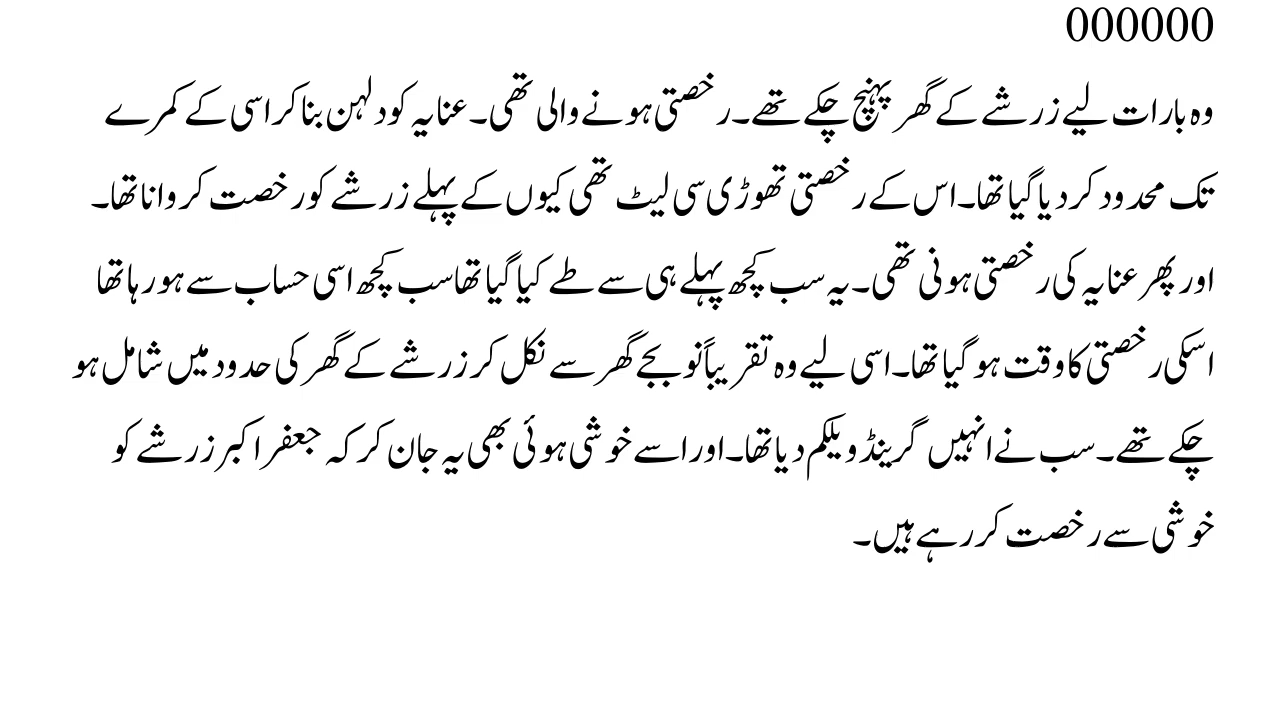 000000
وہ بارات لیے زرشے کے گھر پہنچ چکے تھے۔ رخصتی ہونے والی تھی۔ عنایہ کو دلہن بنا کر اسی کے کمرے
تک محدود کر دیا گیا تھا۔ اس کے رخصتی تھوڑی سی لیٹ تھی کیوں کے پہلے زرشے کو رخصت کروانا تھا۔
اور پھر عنایہ کی رخصتی ہونی تھی۔ یہ سب کچھ پہلے ہی سے طے کیا گیا تھا سب کچھ اسی حساب سے ہو رہا تھا
اسکی رخصتی کا وقت ہو گیا تھا۔ اسی لیے وہ تقریباً نو بجے گھر سے نکل کر زرشے کے گھر کی حدود میں شامل ہو
چکے تھے۔ سب نے انہیں گرینڈ ویلکم دیا تھا۔ اور اسے خوشی ہوئی بھی یہ جان کر کہ جعفر اکبر زرشے کو
خوشی سے رخصت کر رہے ہیں۔